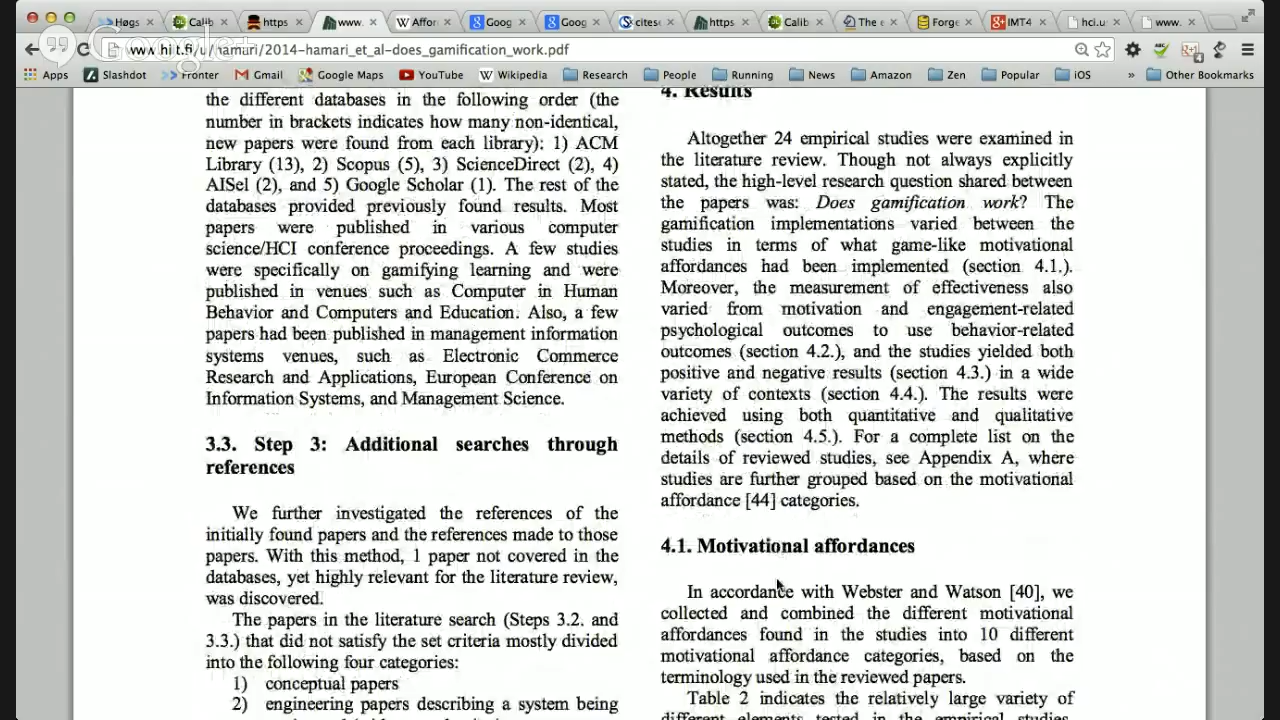 Høgs
Calib
https
www.
Affor
Goog
Goog
cites
https
Calib
The
Forge
IMT4
hci.u
www.
Google+
/2014-hamari_et_al-does_gamification_work.pdf
4
Apps
Slashdot
Fronter
Gmail
Google Maps
YouTube
Wikipedia
Research
People
Running
News
Amazon
Zen
Popular
iOS
»
Other Bookmarks
the different databases in the following order (the
number in brackets indicates how many non-identical,
new papers were found from each library): 1) ACM
Library (13), 2) Scopus (5), 3) ScienceDirect (2), 4)
AISel (2), and 5) Google Scholar (1). The rest of the
databases provided previously found results. Most
papers were published in various computer
science/HCI conference proceedings. A few studies
were specifically on gamifying learning and were
published in venues such as Computer in Human
Behavior and Computers and Education. Also, a few
papers had been published in management information
systems venues, such as Electronic Commerce
Research and Applications, European Conference on
Information Systems, and Management Science.
3.3. Step 3: Additional searches through
references
We further investigated the references of the
initially found papers and the references made to those
papers. With this method, 1 paper not covered in the
databases, yet highly relevant for the literature review,
was discovered.
The papers in the literature search (Steps 3.2. and
3.3.) that did not satisfy the set criteria mostly divided
into the following four categories:
1) conceptual papers
2) engineering papers describing a system being
4. Results
Altogether 24 empirical studies were examined in
the literature review. Though not always explicitly
stated, the high-level research question shared between
the papers was: Does gamification work? The
gamification implementations varied between the
studies in terms of what game-like motivational
affordances had been implemented (section 4.1.).
Moreover, the measurement of effectiveness also
varied from motivation and engagement-related
psychological outcomes to use behavior-related
outcomes (section 4.2.), and the studies yielded both
positive and negative results (section 4.3.) in a wide
variety of contexts (section 4.4.). The results were
achieved using both quantitative and qualitative
methods (section 4.5.). For a complete list on the
details of reviewed studies, see Appendix A, where
studies are further grouped based on the motivational
affordance [44] categories.
4.1. Motivational affordances
In accordance with Webster and Watson [40], we
collected and combined the different motivational
affordances found in the studies into 10 different
motivational affordance categories, based on the
terminology used in the reviewed papers.
Table 2 indicates the relatively large variety of
different elements tested in the empirical studies.